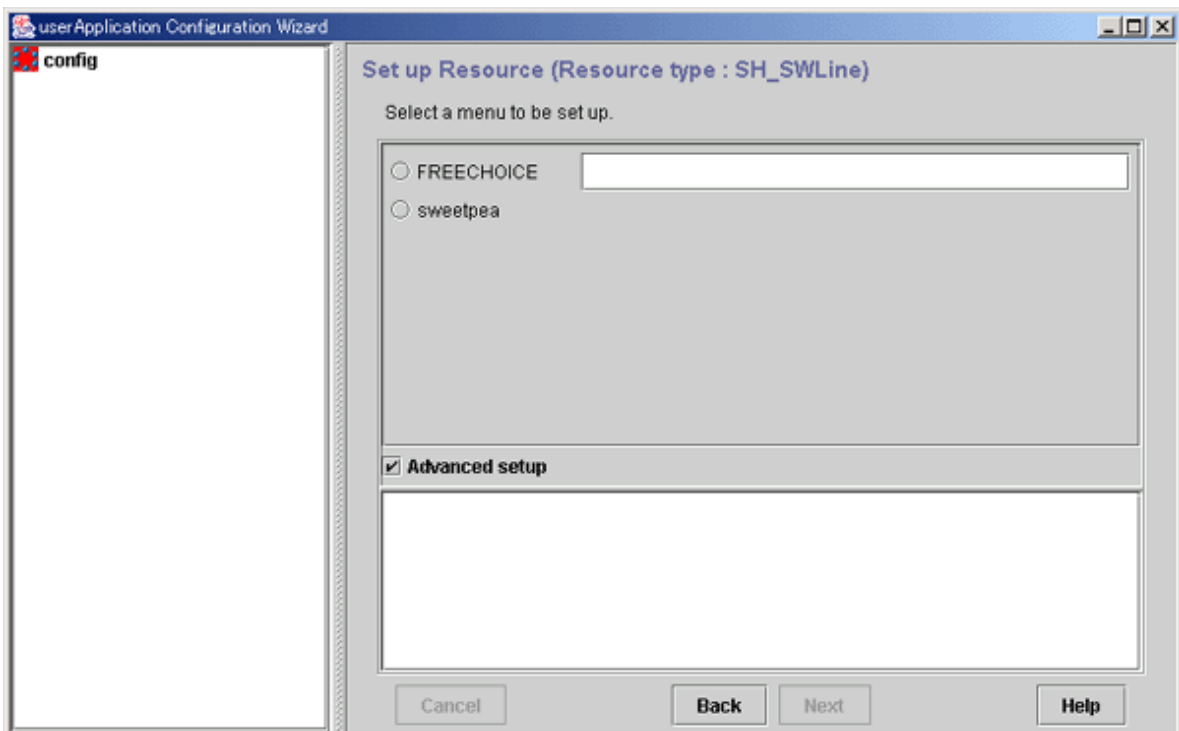 userApplication Configuration Wizard
config
Set up Resource (Resource type : SH_SWLine)
Select a menu to be set up.
FREECHOICE
sweetpea
Advanced setup
Cancel
Back
Next
Help